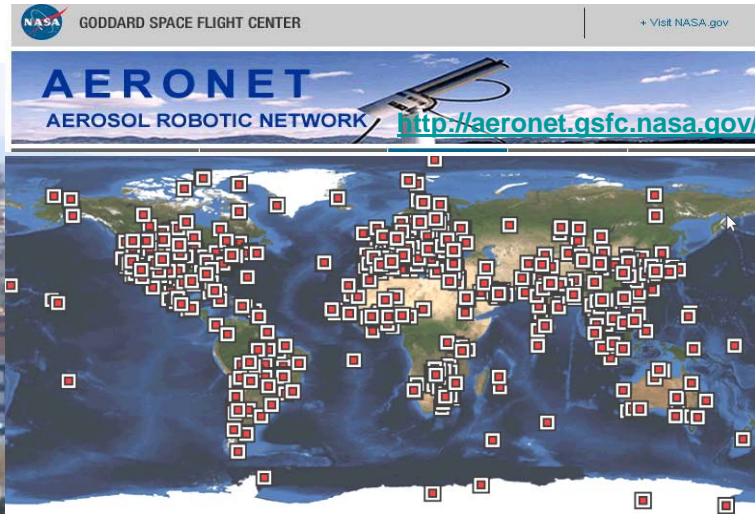 NASA
GODDARD SPACE FLIGHT CENTER
+ Visit NASA.gov
AERONET
AEROSOL ROBOTIC NETWORK
http://aeronet.gsfc.nasa.gov/